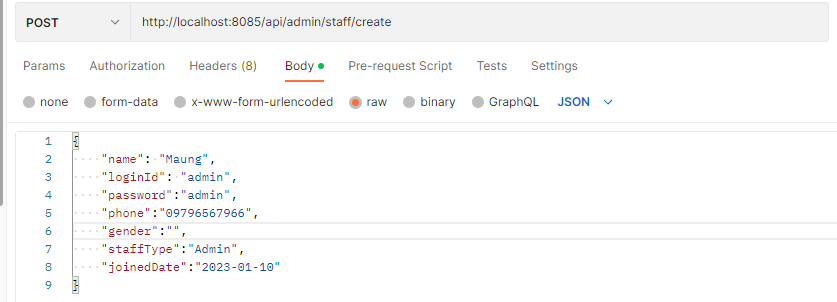 POST http://localhost:8085/api/admin/staff/create
Params Authorization Headers (8) Body Pre-request Script Tests Settings
none form-data x-www-form-urlencoded raw binary GraphQL JSON
1 {
2 "name": "Maung",
3 "loginId": "admin",
4 "password":"admin",
5 "phone":"09796567966",
6 "gender":"",
7 "staffType":"Admin",
8 "joinedDate":"2023-01-10"
9 }